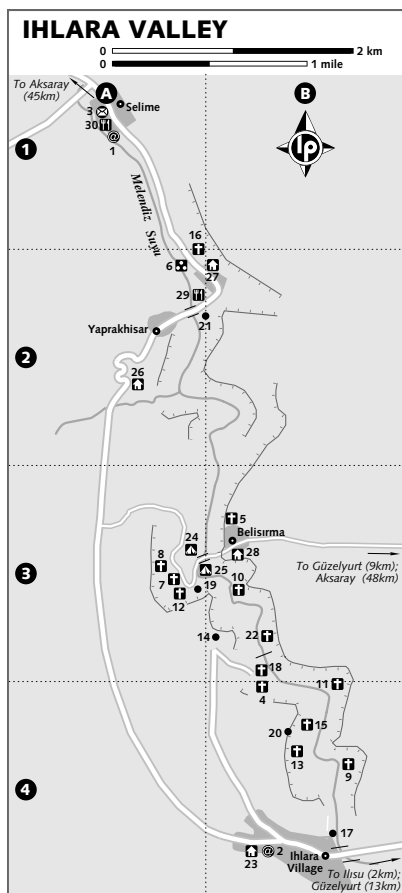 IHLARA VALLEY
0 2 km
0 1 mile
To Aksaray
(45km)
A
B
Selime
3
30
1
1
lp
Melendiz Suyu
16
6
27
29
21
Yaprakhisar
2
26
5
24
Belisırma
8
28
3
25
To Güzelyurt (9km);
Aksaray (48km)
7
10
19
12
14
22
18
11
4
15
20
13
9
4
17
2
23
Ihlara
Village
To Ilısu (2km);
Güzelyurt (13km)